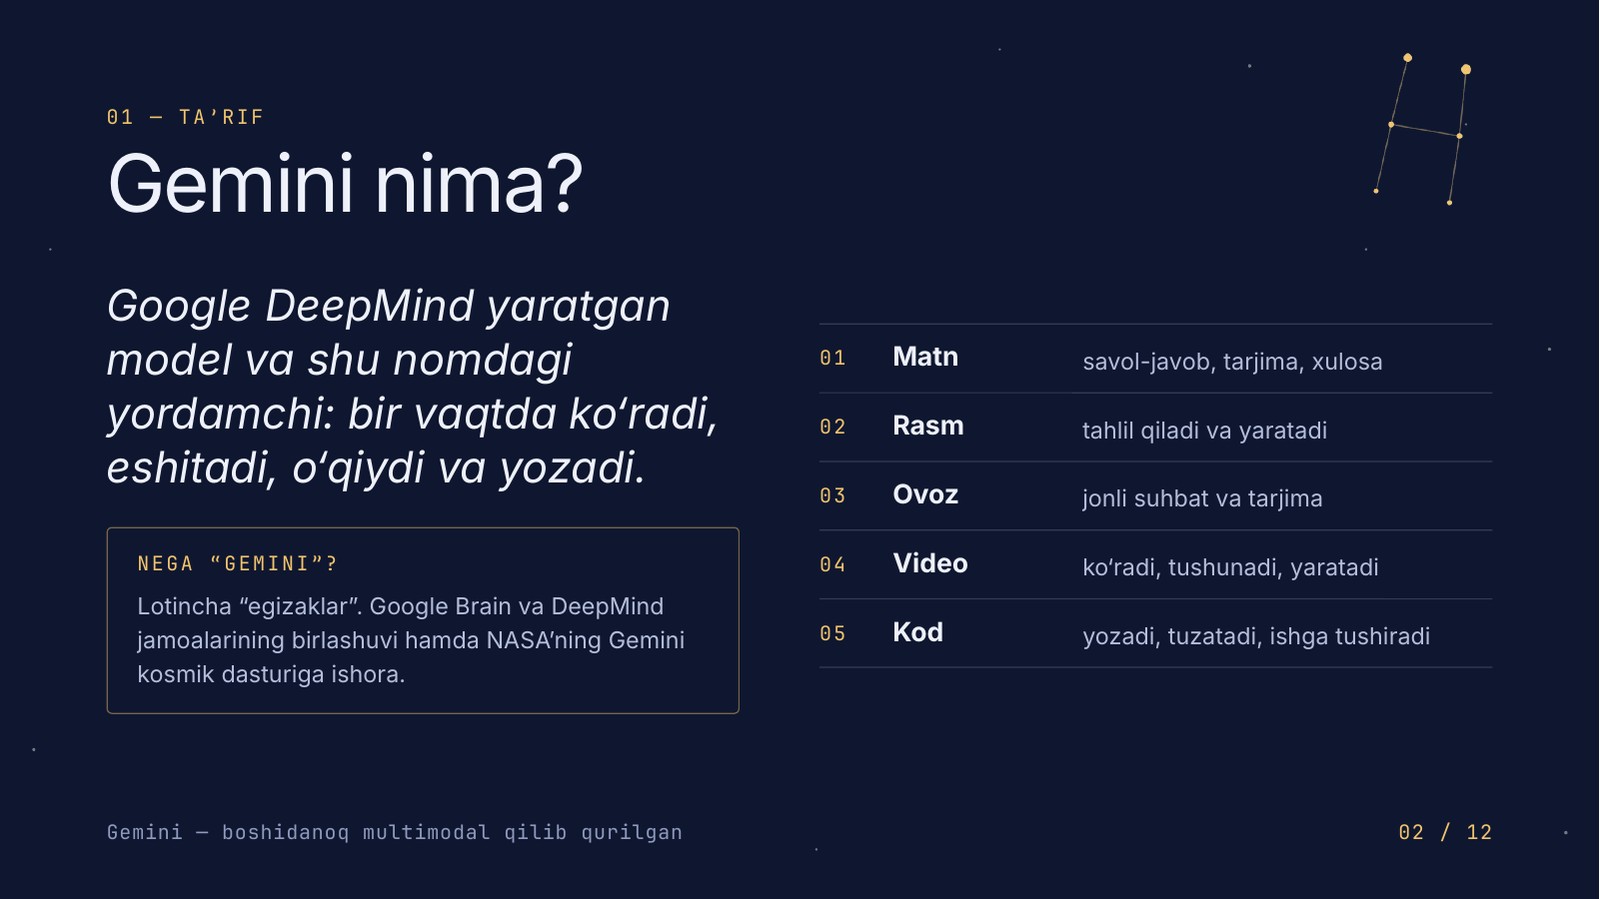 01 — TA’RIF
Gemini nima?
Google DeepMind yaratgan
model va shu nomdagi
yordamchi: bir vaqtda ko‘radi,
eshitadi, o‘qiydi va yozadi.
NEGA “GEMINI”?
Lotincha “egizaklar”. Google Brain va DeepMind
jamoalarining birlashuvi hamda NASA’ning Gemini
kosmik dasturiga ishora.
01 Matn savol-javob, tarjima, xulosa
02 Rasm tahlil qiladi va yaratadi
03 Ovoz jonli suhbat va tarjima
04 Video ko‘radi, tushunadi, yaratadi
05 Kod yozadi, tuzatadi, ishga tushiradi
Gemini — boshidanoq multimodal qilib qurilgan
02 / 12